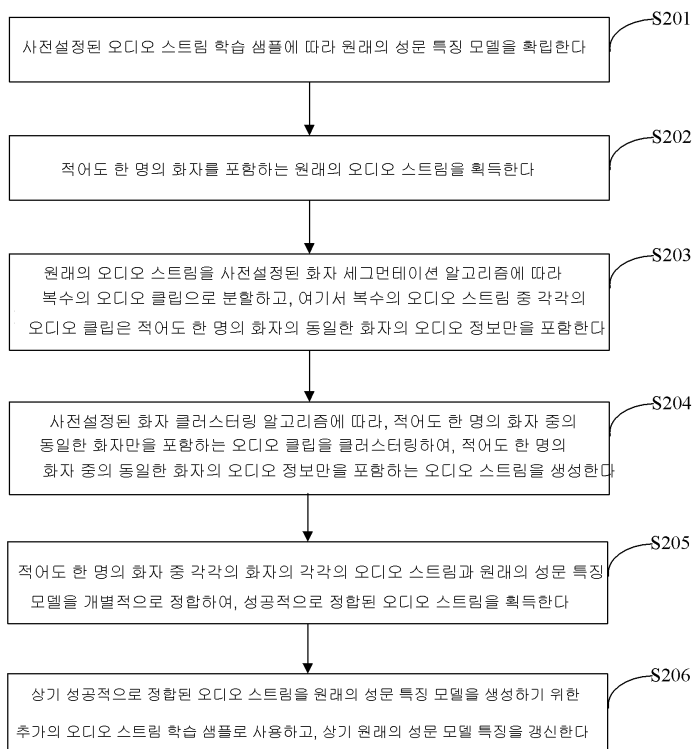 S201
사전설정된 오디오 스트림 학습 샘플에 따라 원래의 성문 특징 모델을 확립한다
S202
적어도 한 명의 화자를 포함하는 원래의 오디오 스트림을 획득한다
S203
원래의 오디오 스트림을 사전설정된 화자 세그먼테이션 알고리즘에 따라
복수의 오디오 클립으로 분할하고, 여기서 복수의 오디오 스트림 중 각각의
오디오 클립은 적어도 한 명의 화자의 동일한 화자의 오디오 정보만을 포함한다
S204
사전설정된 화자 클러스터링 알고리즘에 따라, 적어도 한 명의 화자 중의
동일한 화자만을 포함하는 오디오 클립을 클러스터링하여, 적어도 한 명의
화자 중의 동일한 화자의 오디오 정보만을 포함하는 오디오 스트림을 생성한다
S205
적어도 한 명의 화자 중 각각의 화자의 각각의 오디오 스트림과 원래의 성문 특징
모델을 개별적으로 정합하여, 성공적으로 정합된 오디오 스트림을 획득한다
S206
상기 성공적으로 정합된 오디오 스트림을 원래의 성문 특징 모델을 생성하기 위한
추가의 오디오 스트림 학습 샘플로 사용하고, 상기 원래의 성문 모델 특징을 갱신한다